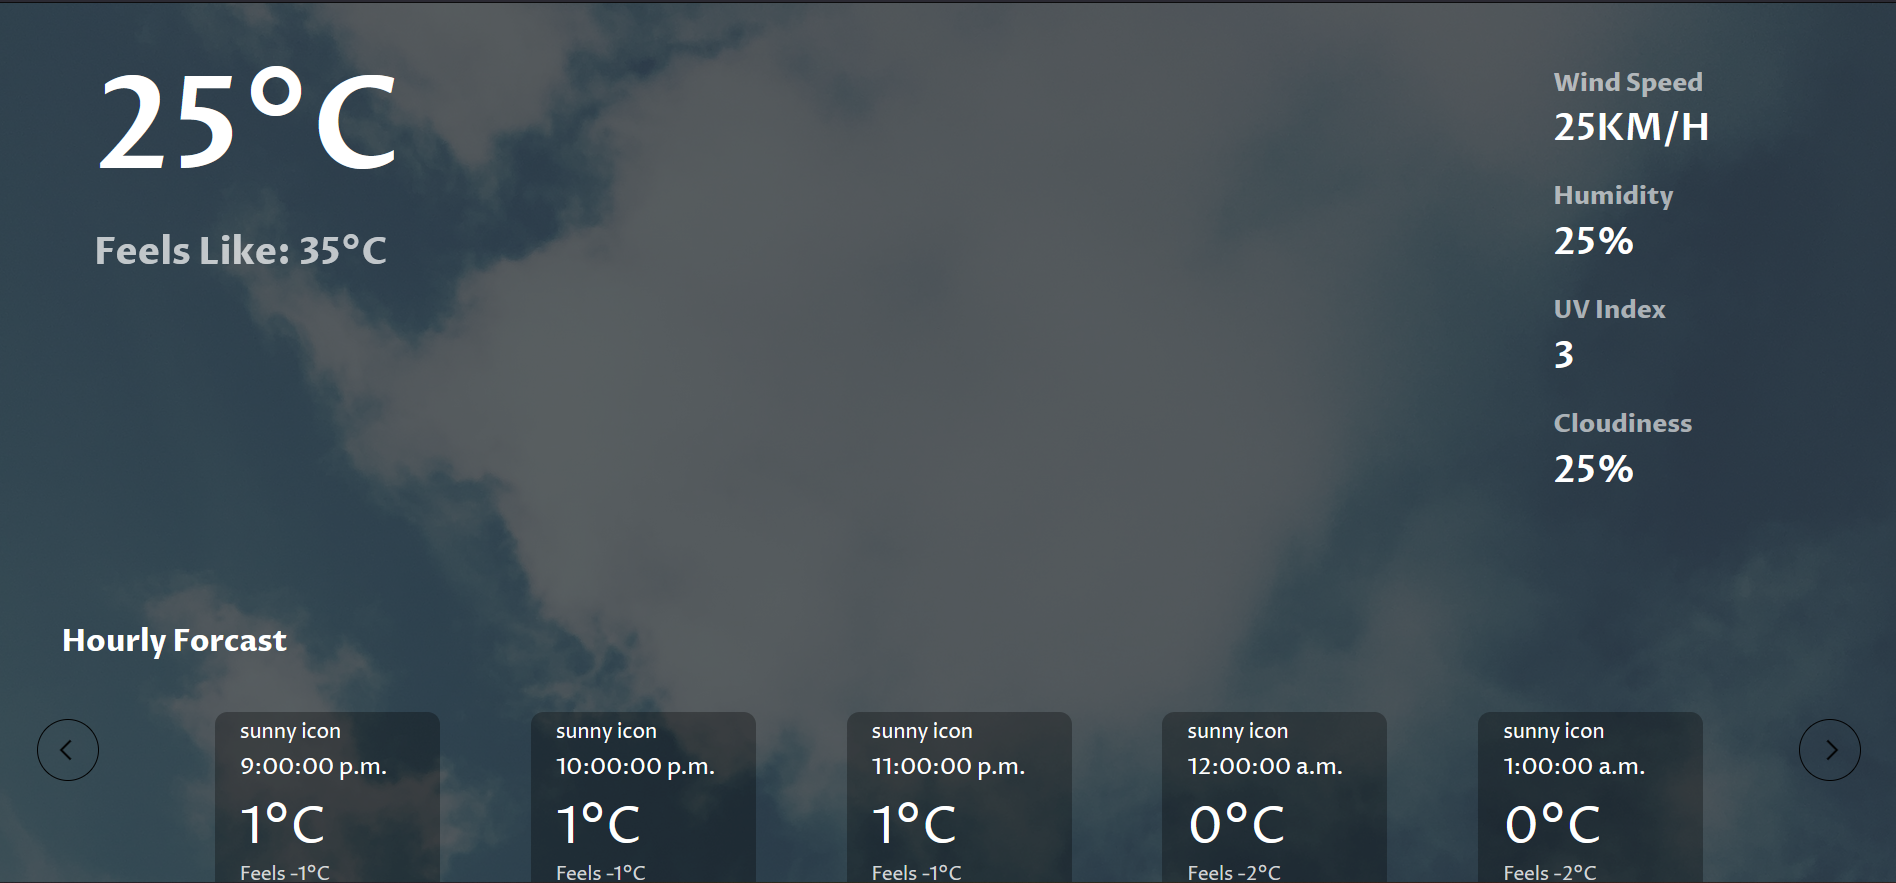 25°C
Feels Like: 35°C
Wind Speed
25KM/H
Humidity
25%
UV Index
3
Cloudiness
25%
Hourly Forcast
sunny icon
9:00:00 p.m.
1°C
Feels -1°C
sunny icon
10:00:00 p.m.
1°C
Feels -1°C
sunny icon
11:00:00 p.m.
1°C
Feels -1°C
sunny icon
12:00:00 a.m.
0°C
Feels -2°C
sunny icon
1:00:00 a.m.
0°C
Feels -2°C